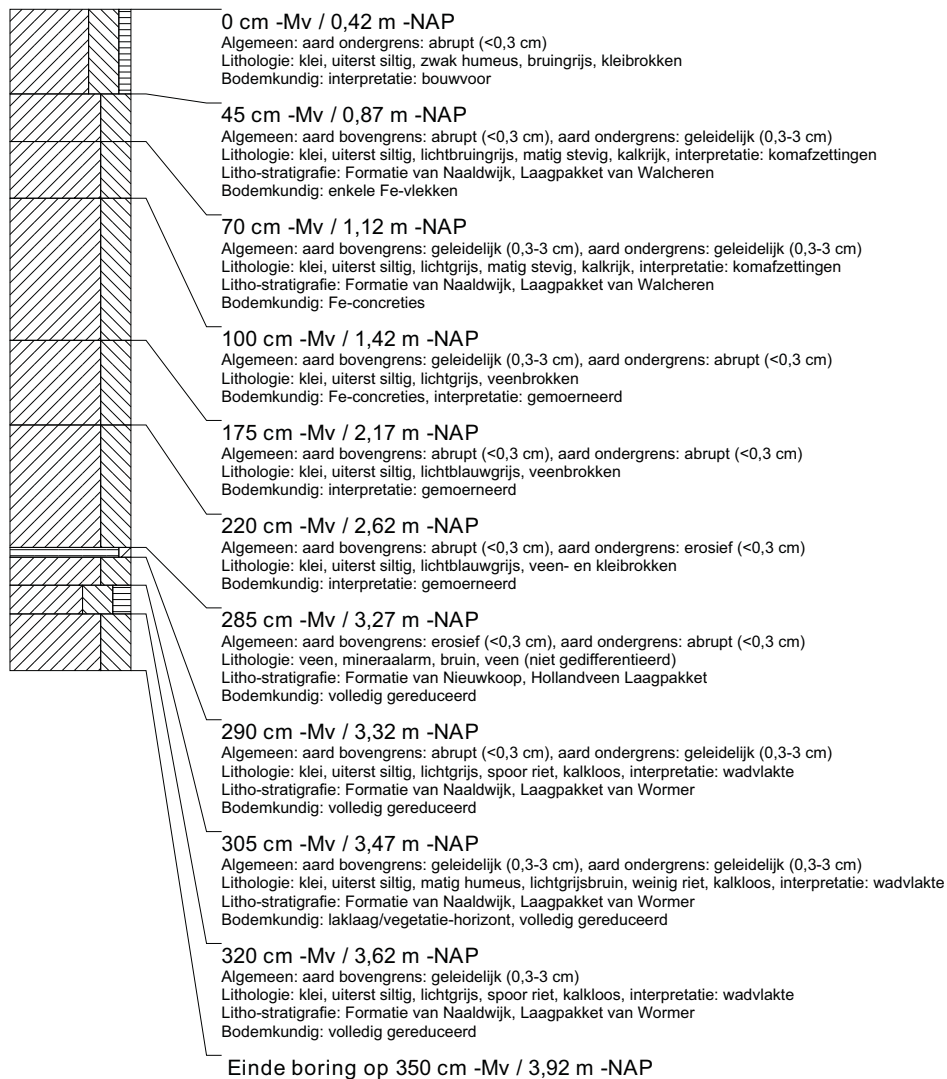 0 cm -Mv / 0,42 m -NAP
Algemeen: aard ondergrens: abrupt (<0,3 cm)
Lithologie: klei, uiterst siltig, zwak humeus, bruingrijs, kleibrokken
Bodemkundig: interpretatie: bouwvoor
45 cm -Mv / 0,87 m -NAP
Algemeen: aard bovengrens: abrupt (<0,3 cm), aard ondergrens: geleidelijk (0,3-3 cm)
Lithologie: klei, uiterst siltig, lichtbruingrijs, matig stevig, kalkrijk, interpretatie: komafzettingen
Litho-stratigrafie: Formatie van Naaldwijk, Laagpakket van Walcheren
Bodemkundig: enkele Fe-vlekken
70 cm -Mv / 1,12 m -NAP
Algemeen: aard bovengrens: geleidelijk (0,3-3 cm), aard ondergrens: geleidelijk (0,3-3 cm)
Lithologie: klei, uiterst siltig, lichtgrijs, matig stevig, kalkrijk, interpretatie: komafzettingen
Litho-stratigrafie: Formatie van Naaldwijk, Laagpakket van Walcheren
Bodemkundig: Fe-concreties
100 cm -Mv / 1,42 m -NAP
Algemeen: aard bovengrens: geleidelijk (0,3-3 cm), aard ondergrens: abrupt (<0,3 cm)
Lithologie: klei, uiterst siltig, lichtgrijs, veenbrokken
Bodemkundig: Fe-concreties, interpretatie: gemoerneerd
175 cm -Mv / 2,17 m -NAP
Algemeen: aard bovengrens: abrupt (<0,3 cm), aard ondergrens: abrupt (<0,3 cm)
Lithologie: klei, uiterst siltig, lichtblauwgrijs, veenbrokken
Bodemkundig: interpretatie: gemoerneerd
220 cm -Mv / 2,62 m -NAP
Algemeen: aard bovengrens: abrupt (<0,3 cm), aard ondergrens: erosief (<0,3 cm)
Lithologie: klei, uiterst siltig, lichtblauwgrijs, veen- en kleibrokken
Bodemkundig: interpretatie: gemoerneerd
285 cm -Mv / 3,27 m -NAP
Algemeen: aard bovengrens: erosief (<0,3 cm), aard ondergrens: abrupt (<0,3 cm)
Lithologie: veen, mineraalarm, bruin, veen (niet gedifferentieerd)
Litho-stratigrafie: Formatie van Nieuwkoop, Hollandveen Laagpakket
Bodemkundig: volledig gereduceerd
290 cm -Mv / 3,32 m -NAP
Algemeen: aard bovengrens: abrupt (<0,3 cm), aard ondergrens: geleidelijk (0,3-3 cm)
Lithologie: klei, uiterst siltig, lichtgrijs, spoor riet, kalkloos, interpretatie: wadvlakte
Litho-stratigrafie: Formatie van Naaldwijk, Laagpakket van Wormer
Bodemkundig: volledig gereduceerd
305 cm -Mv / 3,47 m -NAP
Algemeen: aard bovengrens: geleidelijk (0,3-3 cm), aard ondergrens: geleidelijk (0,3-3 cm)
Lithologie: klei, uiterst siltig, matig humeus, lichtgrijsbruin, weinig riet, kalkloos, interpretatie: wadvlakte
Litho-stratigrafie: Formatie van Naaldwijk, Laagpakket van Wormer
Bodemkundig: laklaag/vegetatie-horizont, volledig gereduceerd
320 cm -Mv / 3,62 m -NAP
Algemeen: aard bovengrens: geleidelijk (0,3-3 cm)
Lithologie: klei, uiterst siltig, lichtgrijs, spoor riet, kalkloos, interpretatie: wadvlakte
Litho-stratigrafie: Formatie van Naaldwijk, Laagpakket van Wormer
Bodemkundig: volledig gereduceerd
Einde boring op 350 cm -Mv / 3,92 m -NAP